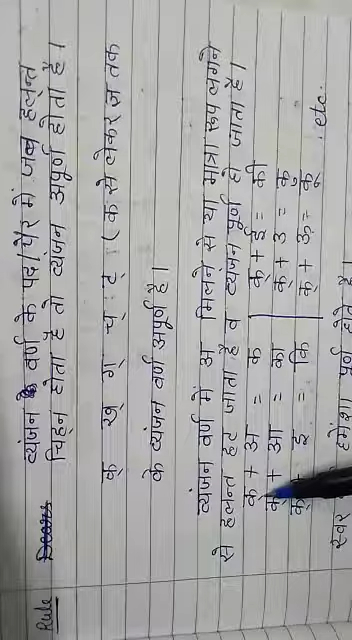 Rule व्यंजन वर्ण के पद/पैर में जब हलन्त
चिह्न होता है तो व्यंजन अपूर्ण होता है।
क् ख् ग् च् ट् (क से लेकर ज्ञ तक
के व्यंजन वर्ण अपूर्ण है।
व्यंजन वर्ण में अ मिलने से या मात्रा रूप लगने
से हलन्त हट जाता है व व्यंजन पूर्ण हो जाता है।
क् + अ = क क् + ई = की
क् + आ = का क् + उ = कु
क् इ = कि क् + ऊ = कू etc.
स्वर हमेशा पूर्ण होते है।